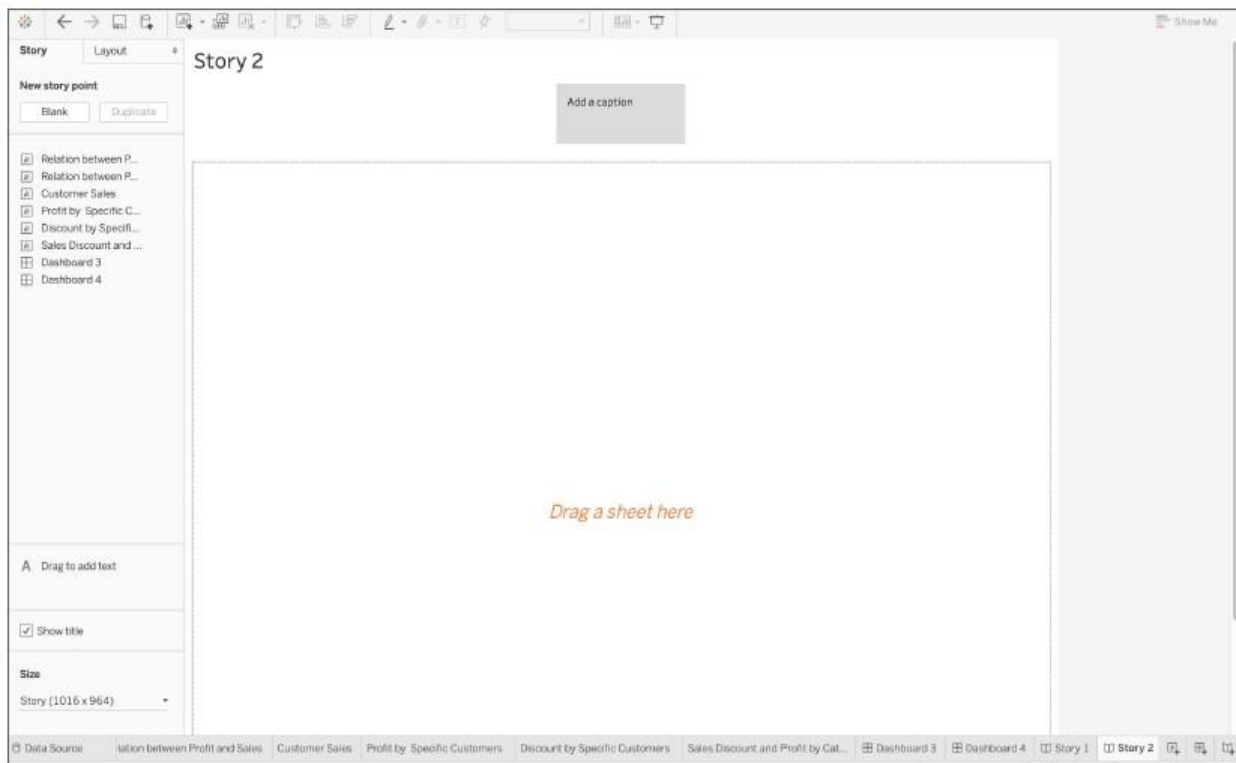 Show Me
Story
Layout
Story 2
New story point
Blank
Duplicate
Add a caption
Relation between P...
Relation between P...
Customer Sales
Profit by Specific C...
Discount by Specifi...
Sales Discount and ...
Dashboard 3
Dashboard 4
Drag a sheet here
A Drag to add text
Show title
Size
Story (1016 x 964)
Data Source lation between Profit and Sales Customer Sales Profit by Specific Customers Discount by Specific Customers Sales Discount and Profit by Cat... Dashboard 3 Dashboard 4 Story 1 Story 2